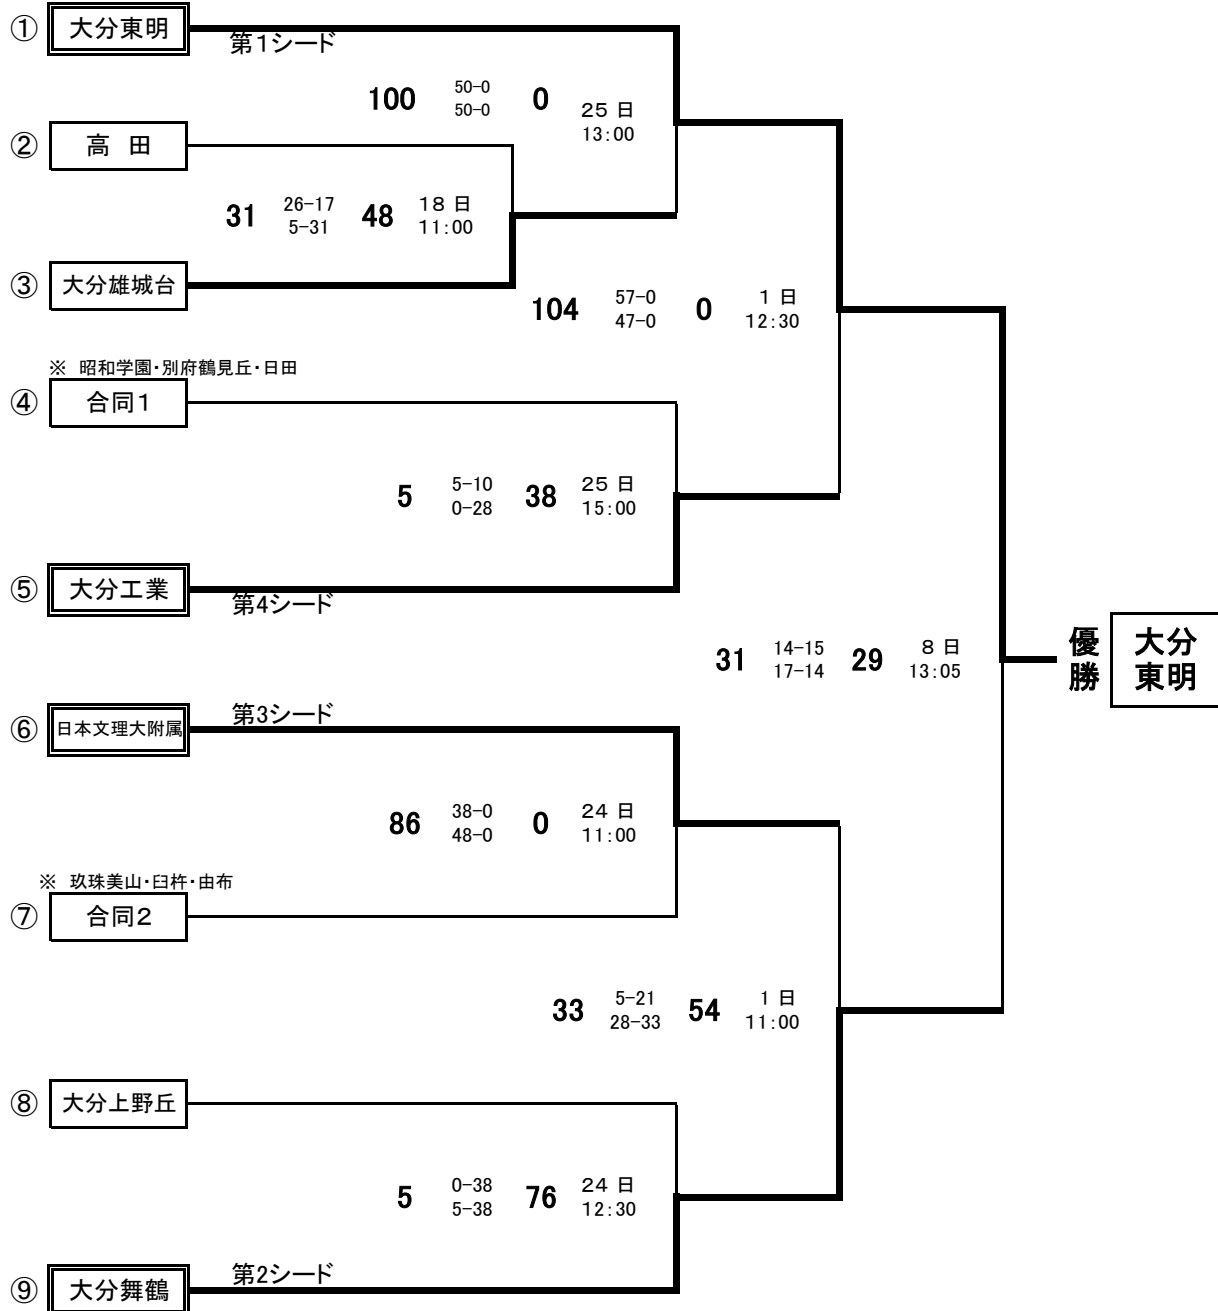 ① 大分東明
第１シード
100 50-0 0 25 日
50-0 13:00
② 高 田
31 26-17 48 18 日
5-31 11:00
③ 大分雄城台
104 57-0 0 1 日
47-0 12:30
※ 昭和学園・別府鶴見丘・日田
④ 合同１
5 5-10 38 25 日
0-28 15:00
⑤ 大分工業
第４シード
31 14-15 29 8 日
17-14 13:05
優勝
大分
東明
第３シード
⑥ 日本文理大附属
86 38-0 0 24 日
48-0 11:00
※ 玖珠美山・臼杵・由布
⑦ 合同２
33 5-21 54 1 日
28-33 11:00
⑧ 大分上野丘
5 0-38 76 24 日
5-38 12:30
第２シード
⑨ 大分舞鶴